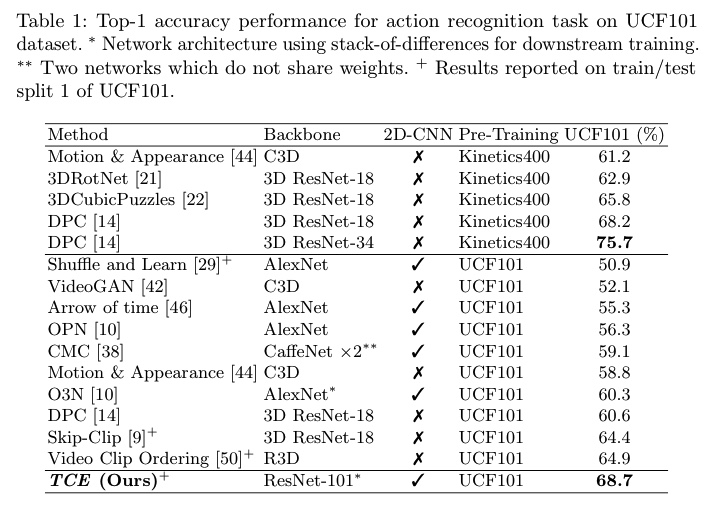 Table 1: Top-1 accuracy performance for action recognition task on UCF101
dataset. * Network architecture using stack-of-differences for downstream training.
** Two networks which do not share weights. + Results reported on train/test
split 1 of UCF101.
Method Backbone 2D-CNN Pre-Training UCF101 (%)
Motion & Appearance [44] C3D ✗ Kinetics400 61.2
3DRotNet [21] 3D ResNet-18 ✗ Kinetics400 62.9
3DCubicPuzzles [22] 3D ResNet-18 ✗ Kinetics400 65.8
DPC [14] 3D ResNet-18 ✗ Kinetics400 68.2
DPC [14] 3D ResNet-34 ✗ Kinetics400 75.7
Shuffle and Learn [29]+ AlexNet ✓ UCF101 50.9
VideoGAN [42] C3D ✗ UCF101 52.1
Arrow of time [46] AlexNet ✓ UCF101 55.3
OPN [10] AlexNet ✓ UCF101 56.3
CMC [38] CaffeNet ×2** ✓ UCF101 59.1
Motion & Appearance [44] C3D ✗ UCF101 58.8
O3N [10] AlexNet* ✓ UCF101 60.3
DPC [14] 3D ResNet-18 ✗ UCF101 60.6
Skip-Clip [9]+ 3D ResNet-18 ✗ UCF101 64.4
Video Clip Ordering [50]+ R3D ✗ UCF101 64.9
TCE (Ours)+ ResNet-101* ✓ UCF101 68.7